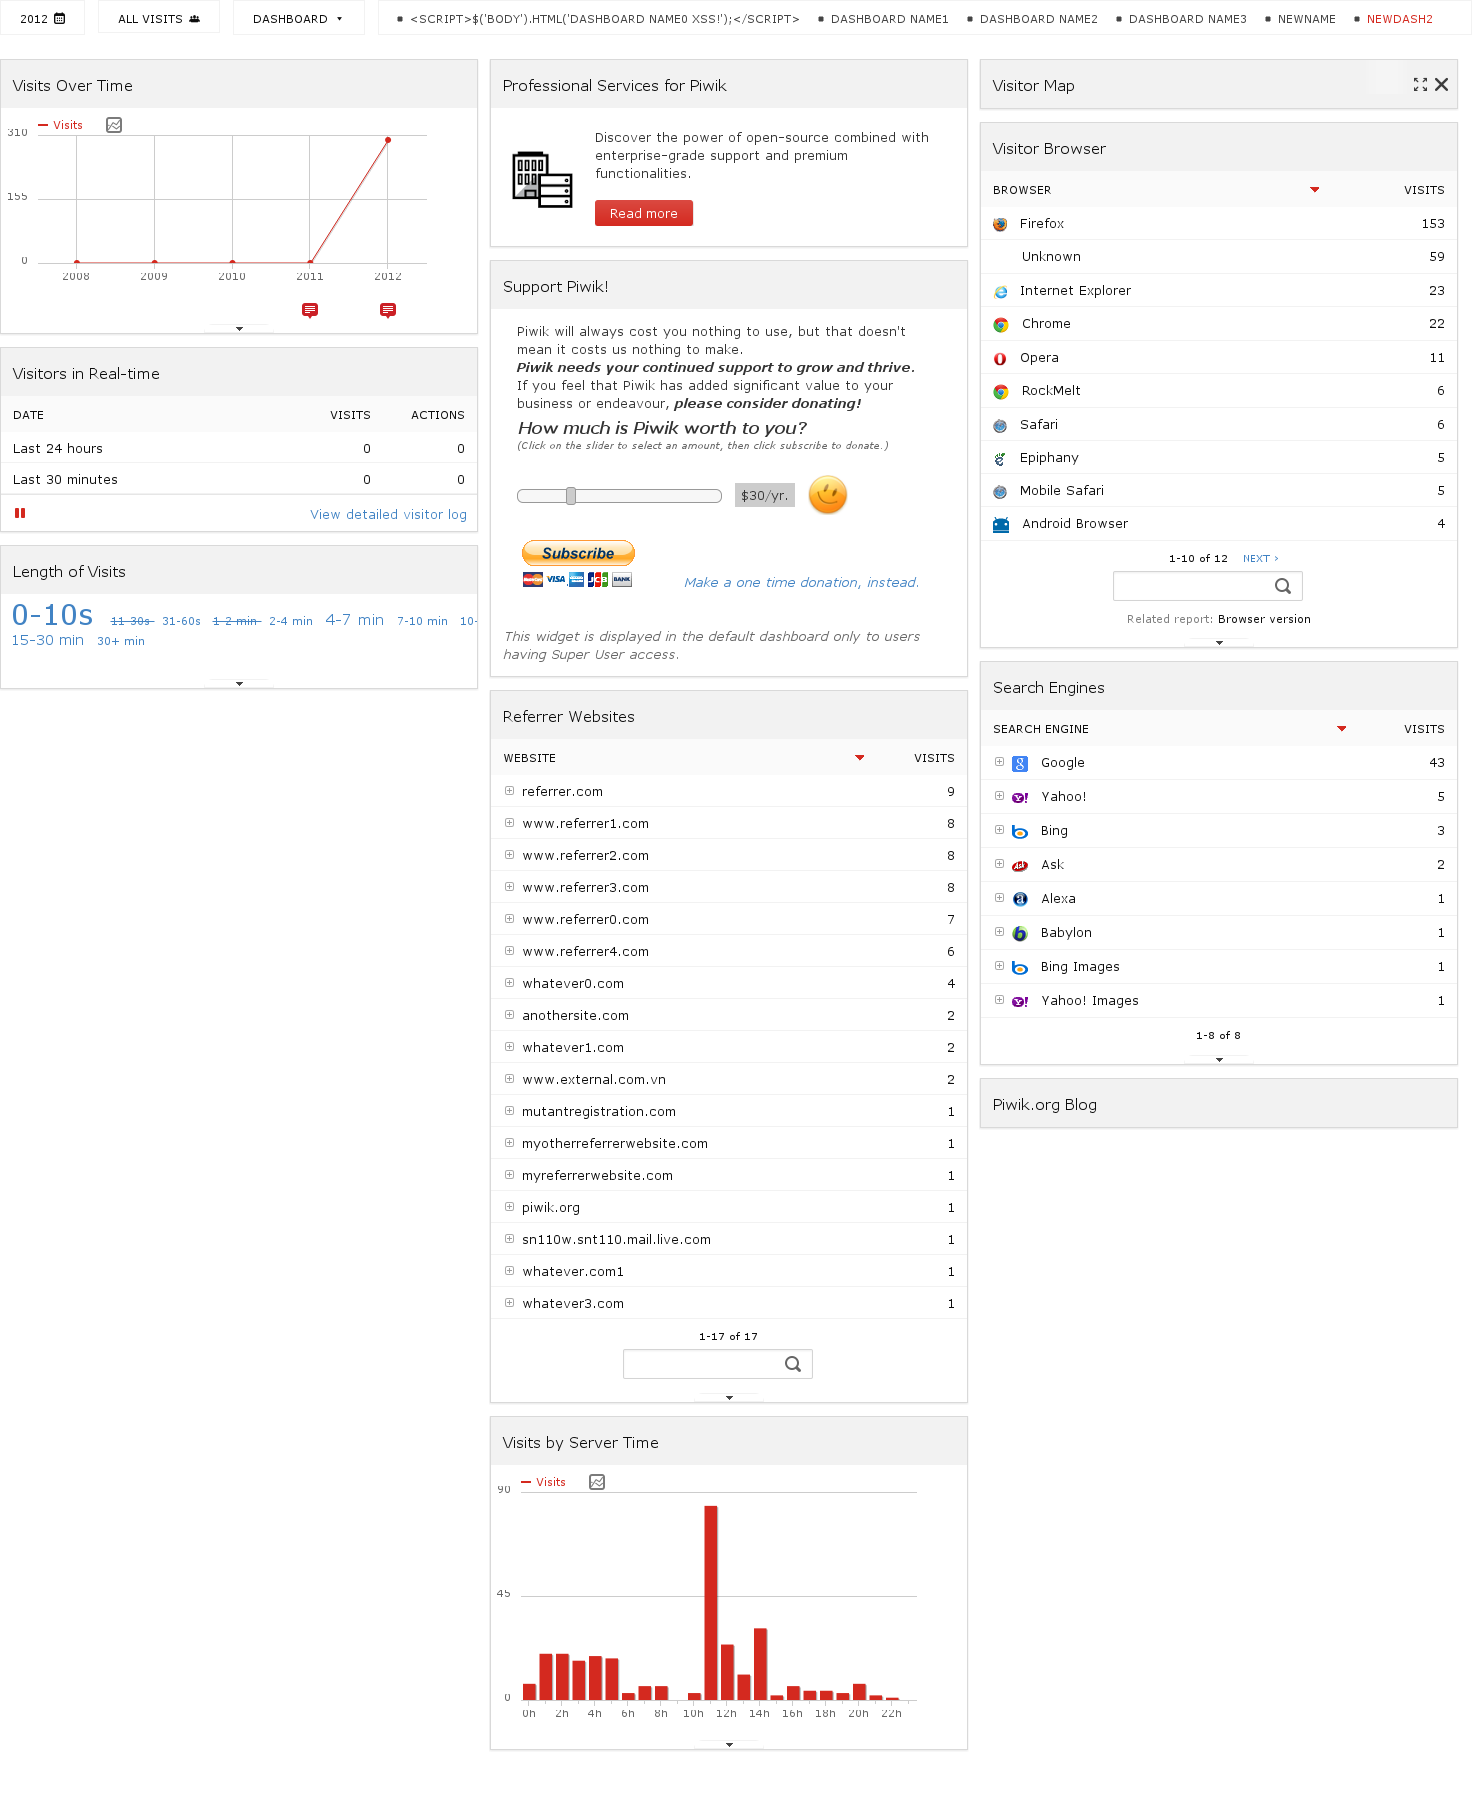 2012
ALL VISITS
DASHBOARD
<SCRIPT>$('BODY').HTML('DASHBOARD NAME0 XSS!');</SCRIPT>
DASHBOARD NAME1
DASHBOARD NAME2
DASHBOARD NAME3
NEWNAME
NEWDASH2
Visits Over Time
Visits
310
155
0
2008 2009 2010 2011 2012
Visitors in Real-time
DATE VISITS ACTIONS
Last 24 hours 0 0
Last 30 minutes 0 0
View detailed visitor log
Length of Visits
0-10s 11-30s 31-60s 1-2 min 2-4 min 4-7 min 7-10 min 10-
15-30 min 30+ min
Professional Services for Piwik
Discover the power of open-source combined with
enterprise-grade support and premium
functionalities.
Read more
Support Piwik!
Piwik will always cost you nothing to use, but that doesn't
mean it costs us nothing to make.
Piwik needs your continued support to grow and thrive.
If you feel that Piwik has added significant value to your
business or endeavour, please consider donating!
How much is Piwik worth to you?
(Click on the slider to select an amount, then click subscribe to donate.)
$30/yr.
Subscribe
MasterCard VISA JCB BANK
Make a one time donation, instead.
This widget is displayed in the default dashboard only to users
having Super User access.
Referrer Websites
WEBSITE VISITS
referrer.com 9
www.referrer1.com 8
www.referrer2.com 8
www.referrer3.com 8
www.referrer0.com 7
www.referrer4.com 6
whatever0.com 4
anothersite.com 2
whatever1.com 2
www.external.com.vn 2
mutantregistration.com 1
myotherreferrerwebsite.com 1
myreferrerwebsite.com 1
piwik.org 1
sn110w.snt110.mail.live.com 1
whatever.com1 1
whatever3.com 1
1-17 of 17
Visits by Server Time
Visits
90
45
0
0h 2h 4h 6h 8h 10h 12h 14h 16h 18h 20h 22h
Visitor Map
Visitor Browser
BROWSER VISITS
Firefox 153
Unknown 59
Internet Explorer 23
Chrome 22
Opera 11
RockMelt 6
Safari 6
Epiphany 5
Mobile Safari 5
Android Browser 4
1-10 of 12 NEXT ›
Related report: Browser version
Search Engines
SEARCH ENGINE VISITS
Google 43
Yahoo! 5
Bing 3
Ask 2
Alexa 1
Babylon 1
Bing Images 1
Yahoo! Images 1
1-8 of 8
Piwik.org Blog